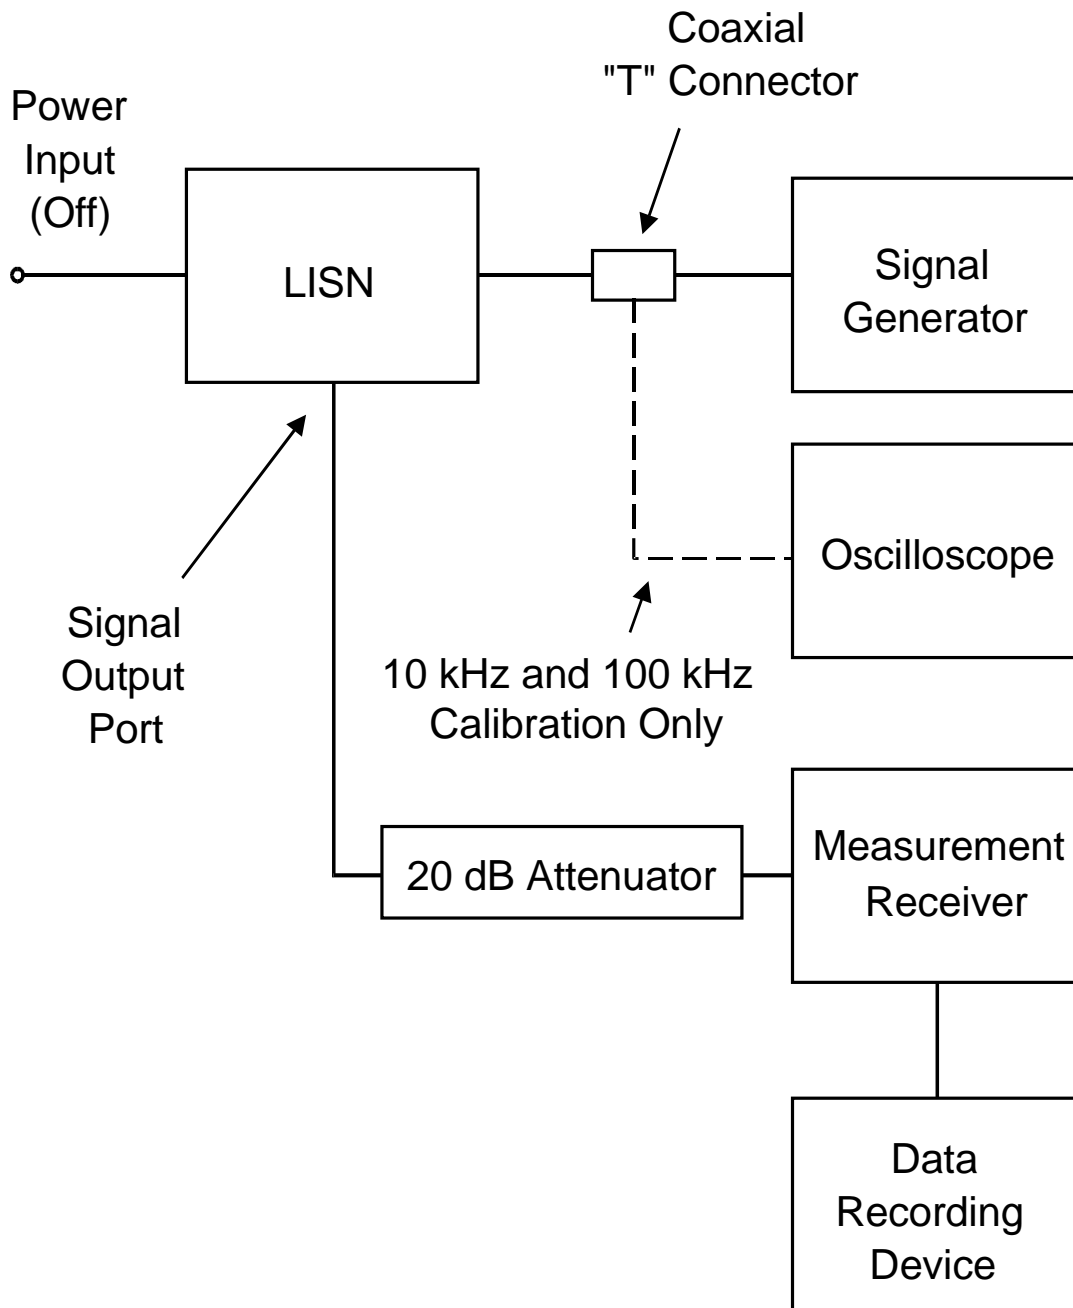 Coaxial
"T" Connector
Power
Input
(Off)
LISN
Signal
Generator
Oscilloscope
Signal
Output
Port
10 kHz and 100 kHz
Calibration Only
20 dB Attenuator
Measurement
Receiver
Data
Recording
Device